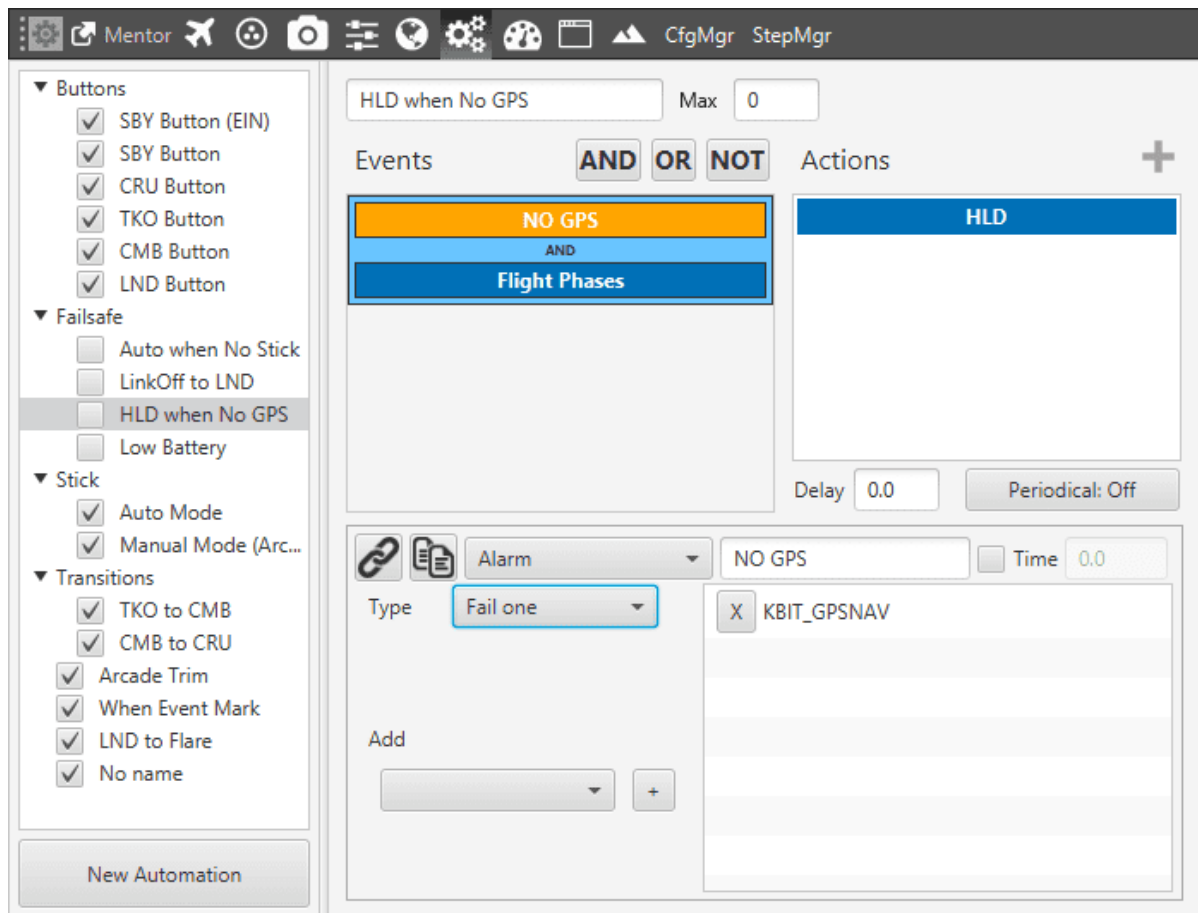 Mentor CfgMgr StepMgr
Buttons
SBY Button (EIN)
SBY Button
CRU Button
TKO Button
CMB Button
LND Button
Failsafe
Auto when No Stick
LinkOff to LND
HLD when No GPS
Low Battery
Stick
Auto Mode
Manual Mode (Arc...
Transitions
TKO to CMB
CMB to CRU
Arcade Trim
When Event Mark
LND to Flare
No name
New Automation
HLD when No GPS Max 0
Events AND OR NOT Actions
NO GPS
AND
Flight Phases
HLD
Delay 0.0 Periodical: Off
Alarm NO GPS Time 0.0
Type Fail one X KBIT_GPSNAV
Add
+